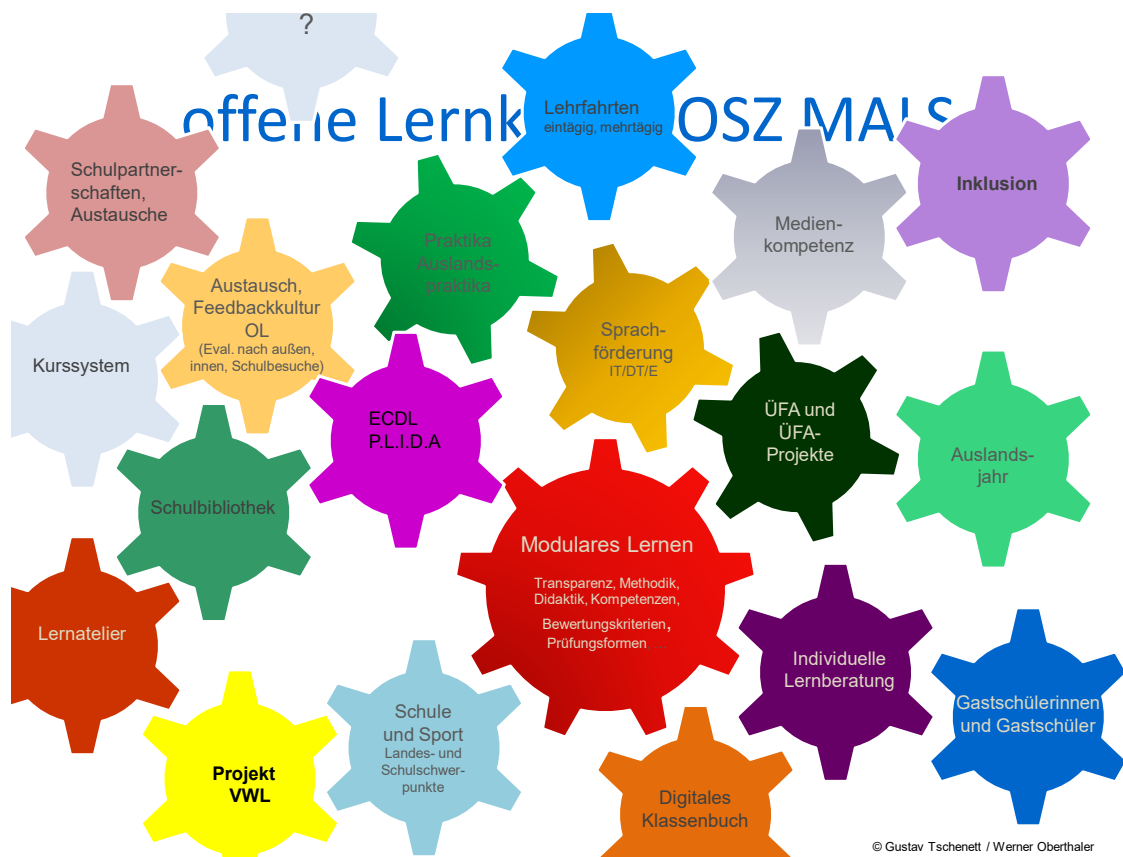 ?
offene Lernk OSZ MALS
Lehrfahrten
eintägig, mehrtägig
Schulpartner-
schaften,
Austausche
Inklusion
Medien-
kompetenz
Praktika
Auslands-
praktika
Austausch,
Feedbackkultur
OL
(Eval. nach außen,
innen, Schulbesuche)
Sprach-
förderung
IT/DT/E
Kurssystem
ECDL
P.L.I.D.A
ÜFA und
ÜFA-
Projekte
Auslands-
jahr
Schulbibliothek
Modulares Lernen
Transparenz, Methodik,
Didaktik, Kompetenzen,
Bewertungskriterien,
Prüfungsformen....
Lernatelier
Individuelle
Lernberatung
Gastschülerinnen
und Gastschüler
Schule
und Sport
Landes- und
Schulschwer-
punkte
Projekt
VWL
Digitales
Klassenbuch
© Gustav Tschenett / Werner Oberthaler